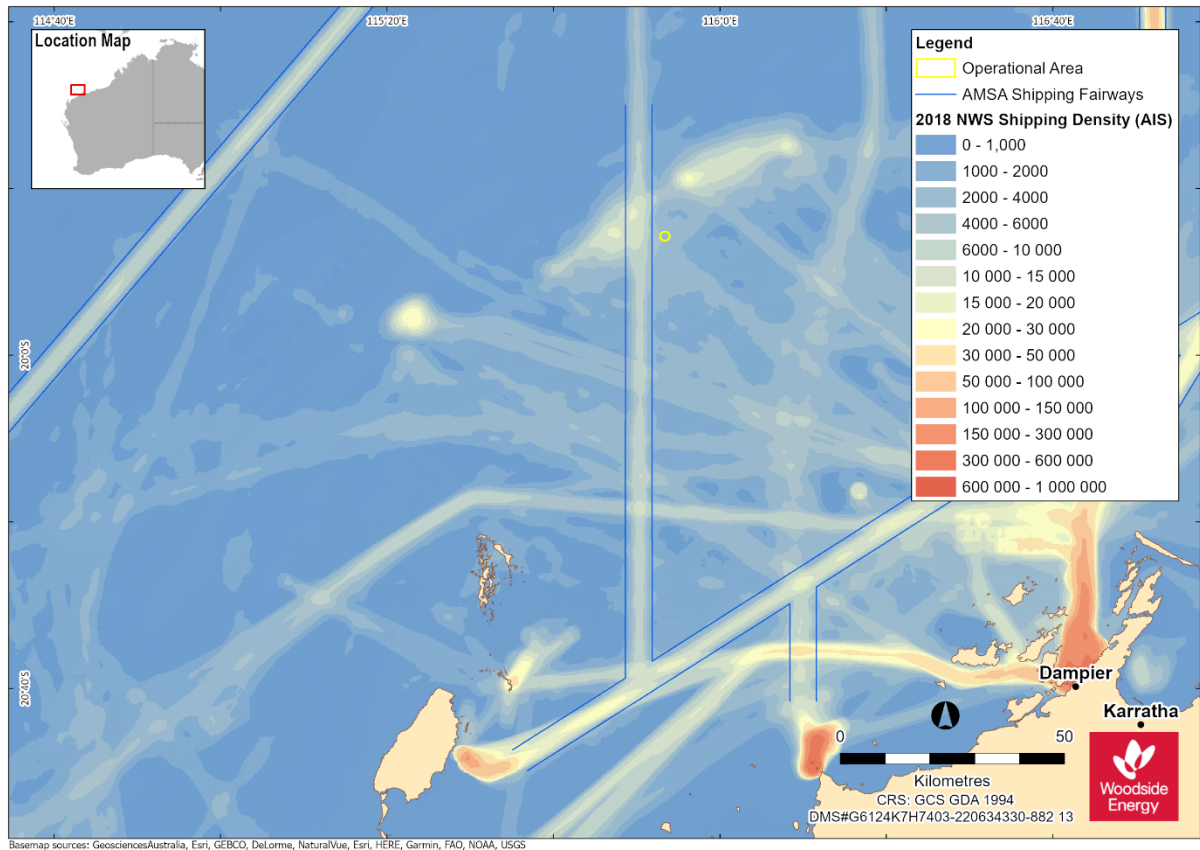 114°40'E
115°20'E
116°0'E
116°40'E
Location Map
Legend
Operational Area
AMSA Shipping Fairways
2018 NWS Shipping Density (AIS)
0 - 1,000
1000 - 2000
2000 - 4000
4000 - 6000
6000 - 10 000
10 000 - 15 000
15 000 - 20 000
20 000 - 30 000
30 000 - 50 000
50 000 - 100 000
100 000 - 150 000
150 000 - 300 000
300 000 - 600 000
600 000 - 1 000 000
20°0'S
20°40'S
Dampier
Karratha
0 50
Kilometres
CRS: GCS GDA 1994
DMS#G6124K7H7403-220634330-882 13
Woodside
Energy
Basemap sources: GeosciencesAustralia, Esri, GEBCO, DeLorme, NaturalVue, Esri, HERE, Garmin, FAO, NOAA, USGS